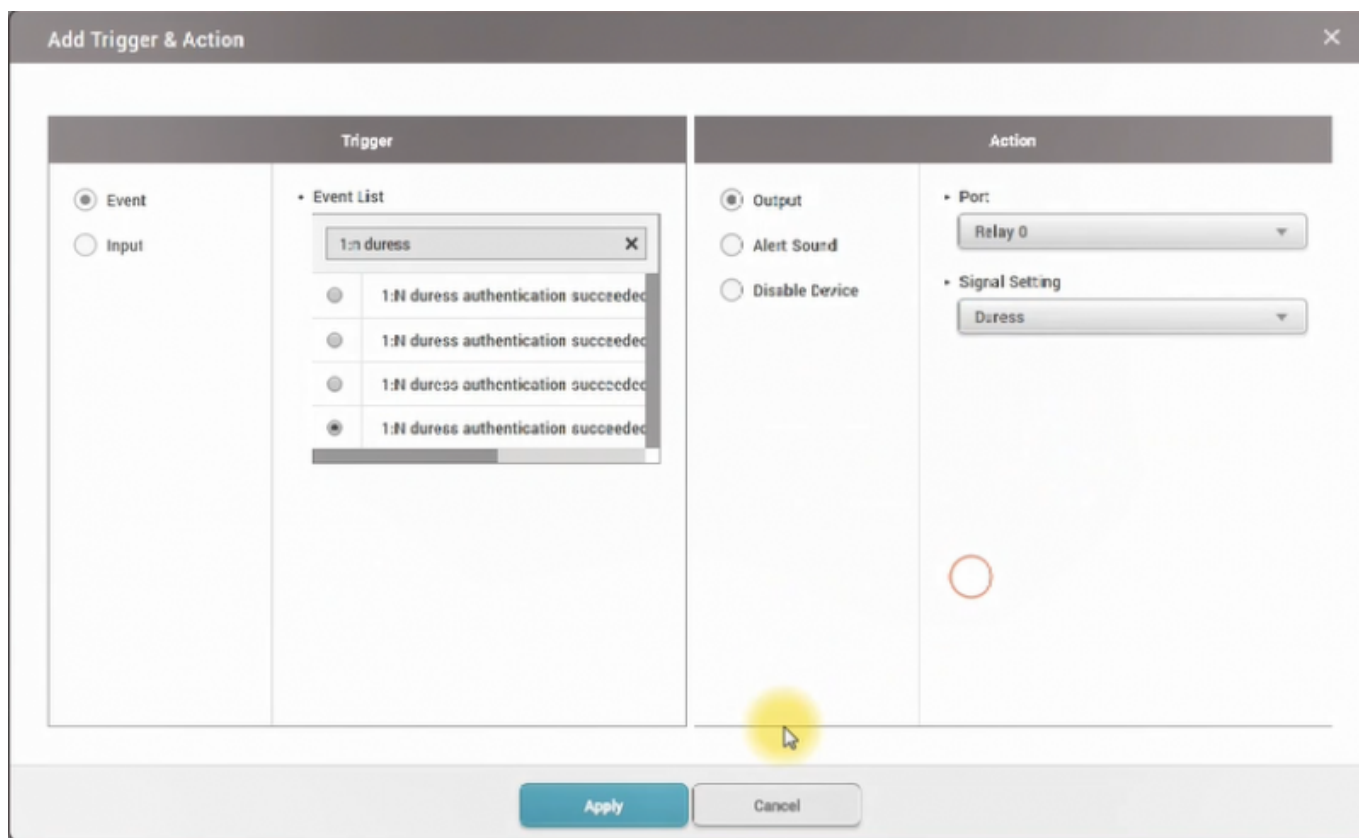 Add Trigger & Action
Trigger
Action
Event
Input
Event List
1:n duress
1:N duress authentication succeeded
1:N duress authentication succeeded
1:N duress authentication succeeded
1:N duress authentication succeeded
Output
Alert Sound
Disable Device
Port
Relay 0
Signal Setting
Duress
Apply
Cancel